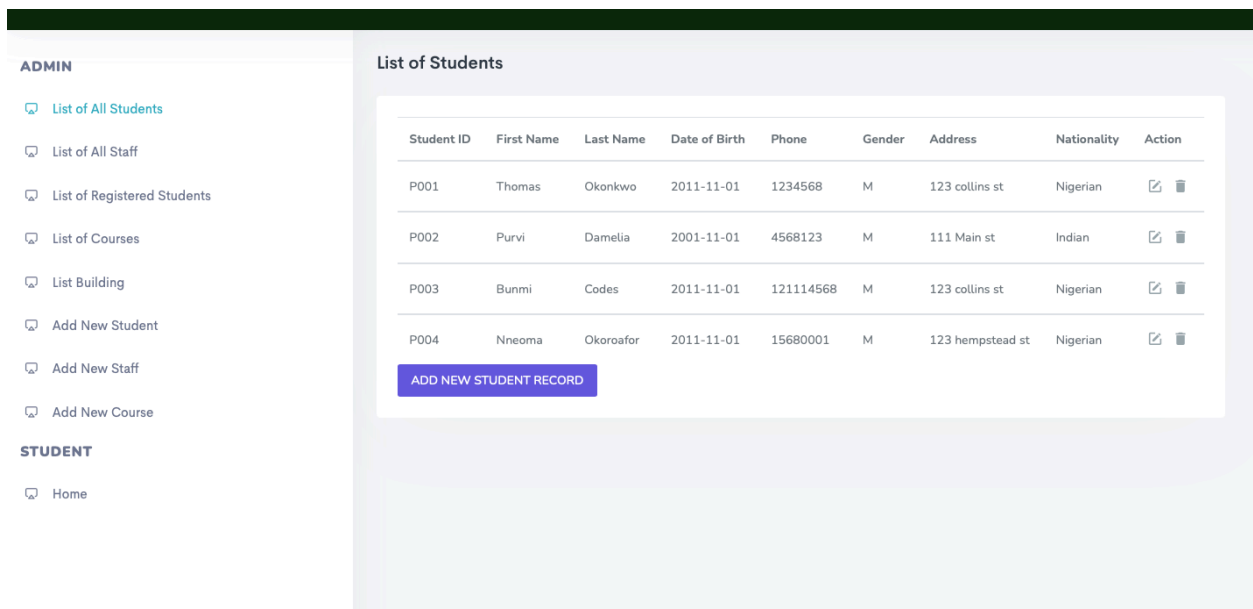 ADMIN
List of All Students
List of All Staff
List of Registered Students
List of Courses
List Building
Add New Student
Add New Staff
Add New Course
STUDENT
Home
List of Students
Student ID First Name Last Name Date of Birth Phone Gender Address Nationality Action
P001 Thomas Okonkwo 2011-11-01 1234568 M 123 collins st Nigerian
P002 Purvi Damelia 2001-11-01 4568123 M 111 Main st Indian
P003 Bunmi Codes 2011-11-01 121114568 M 123 collins st Nigerian
P004 Nneoma Okoroafor 2011-11-01 15680001 M 123 hempstead st Nigerian
ADD NEW STUDENT RECORD